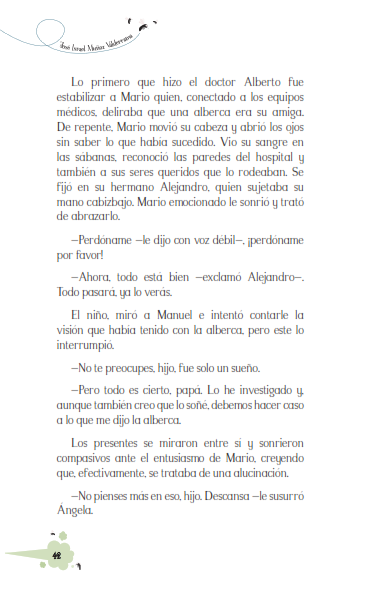 José Israel Muñoz Valderrama
Lo primero que hizo el doctor Alberto fue
estabilizar a Mario quien, conectado a los equipos
médicos, deliraba que una alberca era su amiga.
De repente, Mario movió su cabeza y abrió los ojos
sin saber lo que había sucedido. Vio su sangre en
las sábanas, reconoció las paredes del hospital y
también a sus seres queridos que lo rodeaban. Se
fijó en su hermano Alejandro, quien sujetaba su
mano cabizbajo. Mario emocionado le sonrió y trató
de abrazarlo.
—Perdóname —le dijo con voz débil—, ¡perdóname
por favor!
—Ahora, todo está bien —exclamó Alejandro—.
Todo pasará, ya lo verás.
El niño, miró a Manuel e intentó contarle la
visión que había tenido con la alberca, pero este lo
interrumpió.
—No te preocupes, hijo, fue solo un sueño.
—Pero todo es cierto, papá. Lo he investigado y,
aunque también creo que lo soñé, debemos hacer caso
a lo que me dijo la alberca.
Los presentes se miraron entre sí y sonrieron
compasivos ante el entusiasmo de Mario, creyendo
que, efectivamente, se trataba de una alucinación.
—No pienses más en eso, hijo. Descansa —le susurró
Ángela.
42